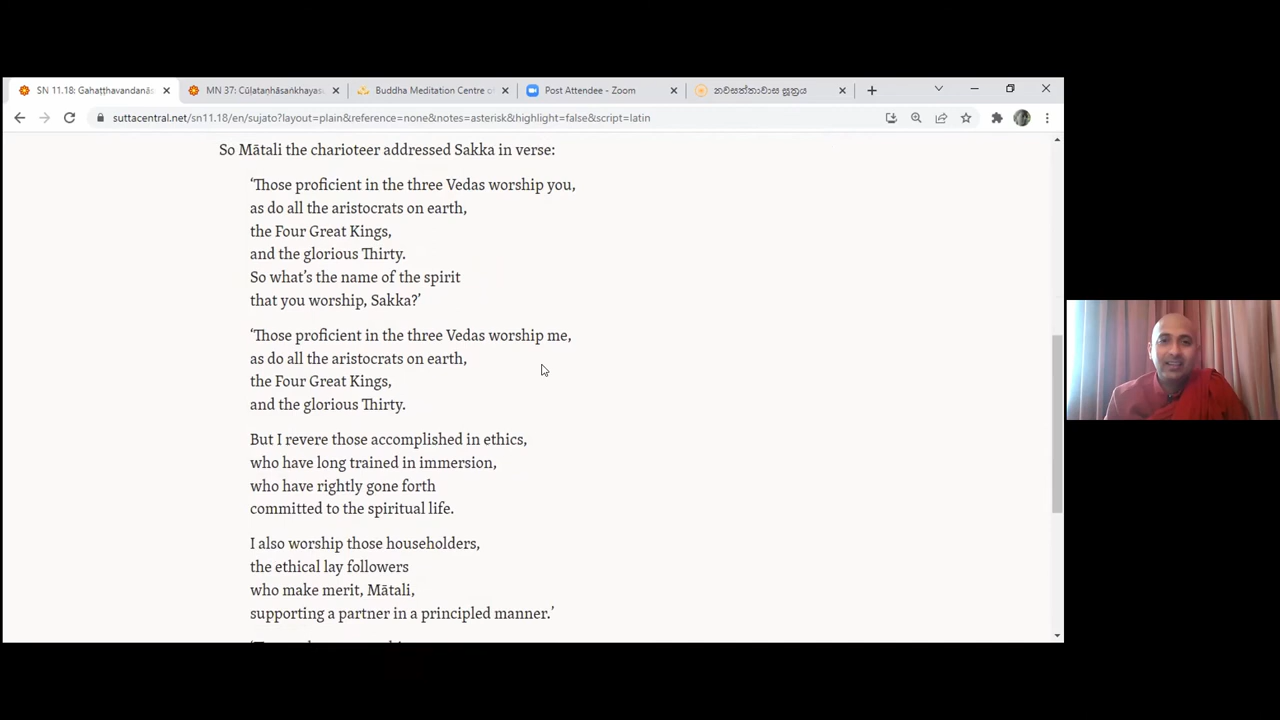 SN 11.18: Gahaṭṭhavandanās
MN 37: Cūḷataṇhāsaṅkhayasu
Buddha Meditation Centre of
Post Attendee - Zoom
නවසත්තාවාස සූත්‍රය
suttacentral.net/sn11.18/en/sujato?layout=plain&reference=none&notes=asterisk&highlight=false&script=latin
So Mātali the charioteer addressed Sakka in verse:
‘Those proficient in the three Vedas worship you,
as do all the aristocrats on earth,
the Four Great Kings,
and the glorious Thirty.
So what’s the name of the spirit
that you worship, Sakka?’
‘Those proficient in the three Vedas worship me,
as do all the aristocrats on earth,
the Four Great Kings,
and the glorious Thirty.
But I revere those accomplished in ethics,
who have long trained in immersion,
who have rightly gone forth
committed to the spiritual life.
I also worship those householders,
the ethical lay followers
who make merit, Mātali,
supporting a partner in a principled manner.’